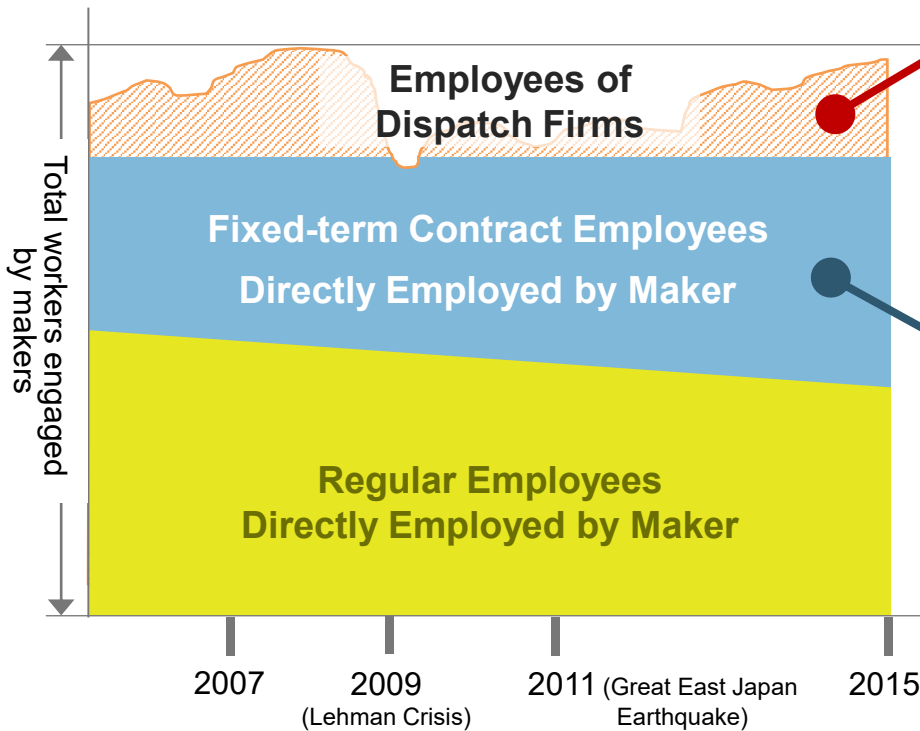 Employees of
Dispatch Firms
Total workers engaged
by makers
Fixed-term Contract Employees
Directly Employed by Maker
Regular Employees
Directly Employed by Maker
2007
2009
(Lehman Crisis)
2011 (Great East Japan
Earthquake)
2015